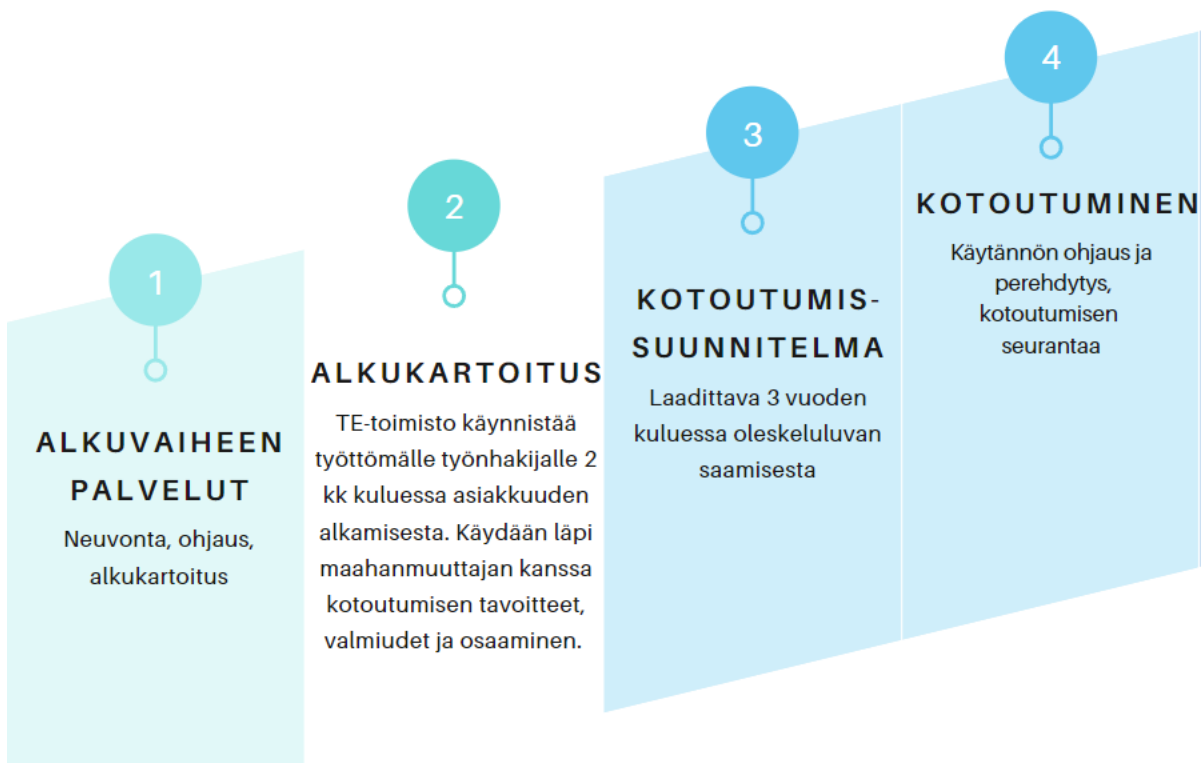 1
ALKUVAIHEEN
PALVELUT
Neuvonta, ohjaus,
alkukartoitus
2
ALKUKARTOITUS
TE-toimisto käynnistää
työttömälle työnhakijalle 2
kk kuluessa asiakkuuden
alkamisesta. Käydään läpi
maahanmuuttajan kanssa
kotoutumisen tavoitteet,
valmiudet ja osaaminen.
3
KOTOUTUMIS-
SUUNNITELMA
Laadittava 3 vuoden
kuluessa oleskeluluvan
saamisesta
4
KOTOUTUMINEN
Käytännön ohjaus ja
perehdytys,
kotoutumisen
seurantaa